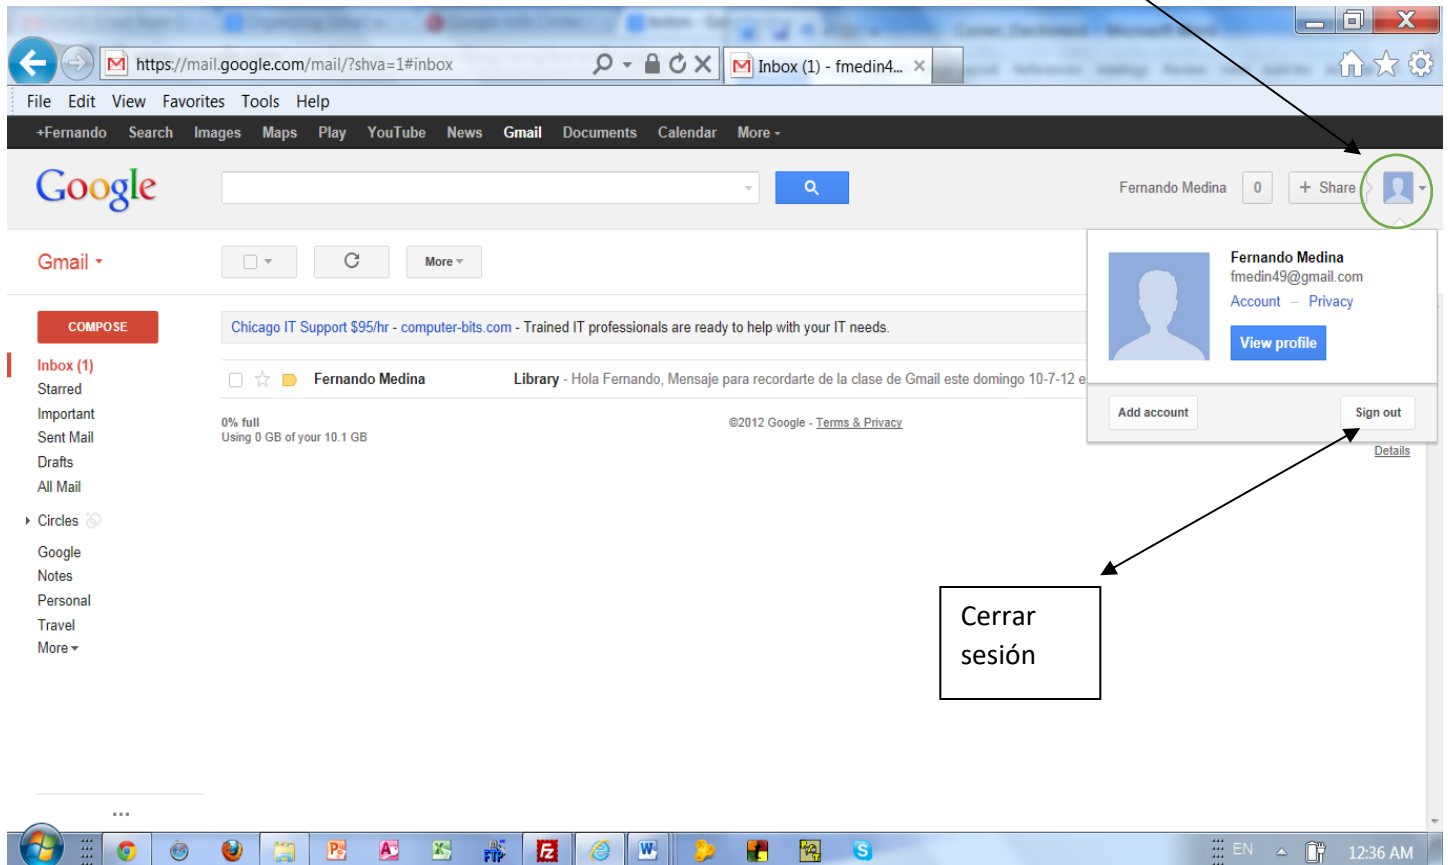 https://mail.google.com/mail/?shva=1#inbox
Inbox (1) - fmedin4...
File Edit View Favorites Tools Help
+Fernando Search Images Maps Play YouTube News Gmail Documents Calendar More
Google
Fernando Medina 0 + Share
Gmail
More
Fernando Medina
fmedin49@gmail.com
Account – Privacy
View profile
Add account Sign out
COMPOSE
Chicago IT Support $95/hr - computer-bits.com - Trained IT professionals are ready to help with your IT needs.
Inbox (1)
Starred
Important
Sent Mail
Drafts
All Mail
Circles
Google
Notes
Personal
Travel
More
Fernando Medina Library - Hola Fernando, Mensaje para recordarte de la clase de Gmail este domingo 10-7-12 e
0% full
Using 0 GB of your 10.1 GB
©2012 Google - Terms & Privacy
Details
Cerrar
sesión
...
FTP
EN
12:36 AM